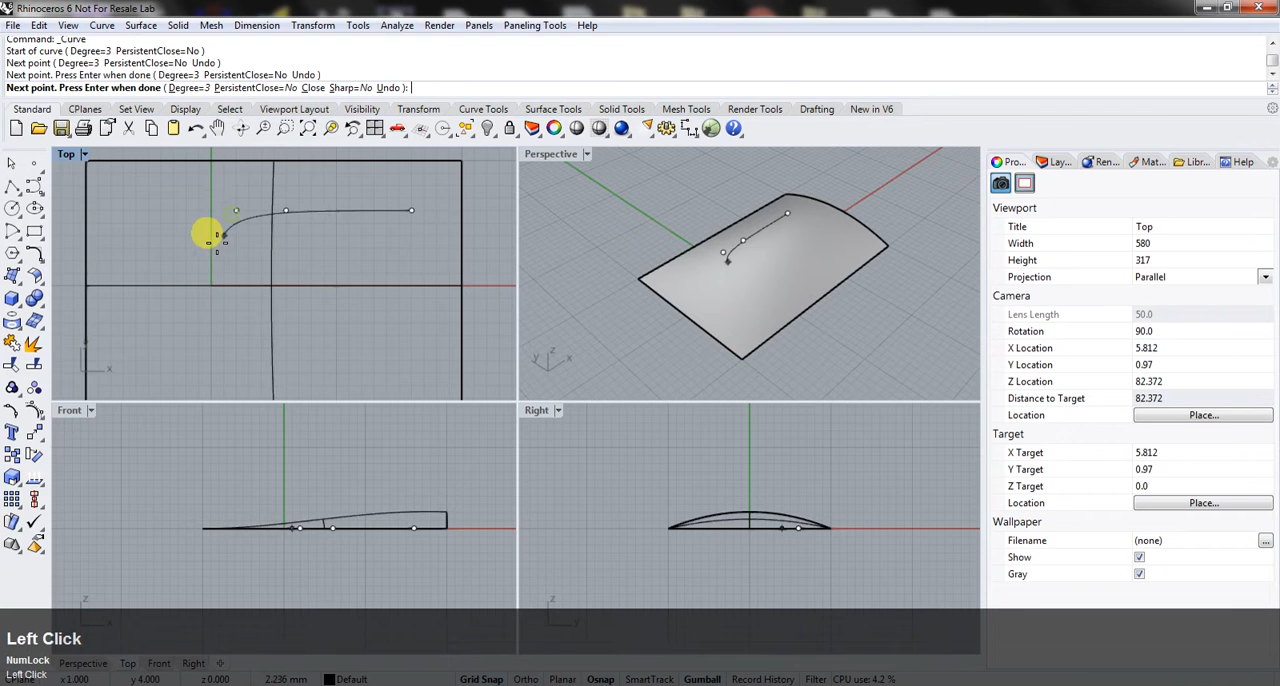 Rhinoceros 6 Not For Resale Lab
File Edit View Curve Surface Solid Mesh Dimension Transform Tools Analyze Render Panels Paneling Tools Help
Command: _Curve
Start of curve ( Degree=3 PersistentClose=No )
Next point ( Degree=3 PersistentClose=No Undo )
Next point. Press Enter when done ( Degree=3 PersistentClose=No Undo )
Next point. Press Enter when done ( Degree=3 PersistentClose=No Close Sharp=No Undo ):
Standard CPlanes Set View Display Select Viewport Layout Visibility Transform Curve Tools Surface Tools Solid Tools Mesh Tools Render Tools Drafting New in V6
Top Perspective
Pro... Lay... Ren... Mat... Libr... Help
Viewport
Title Top
Width 580
Height 317
Projection Parallel
Camera
Lens Length 50.0
Rotation 90.0
X Location 5.812
Y Location 0.97
Z Location 82.372
Distance to Target 82.372
Location Place...
Target
X Target 5.812
Y Target 0.97
Z Target 0.0
Location Place...
Wallpaper
Filename (none) ...
Show
Gray
x
z
y x
Front Right
z
x
z
Left Click
NumLock
Left Click
Perspective Top Front Right
CPlane x 1.000 y 4.000 z 0.000 2.236 mm Default Grid Snap Ortho Planar Osnap SmartTrack Gumball Record History Filter CPU use: 4.2 %